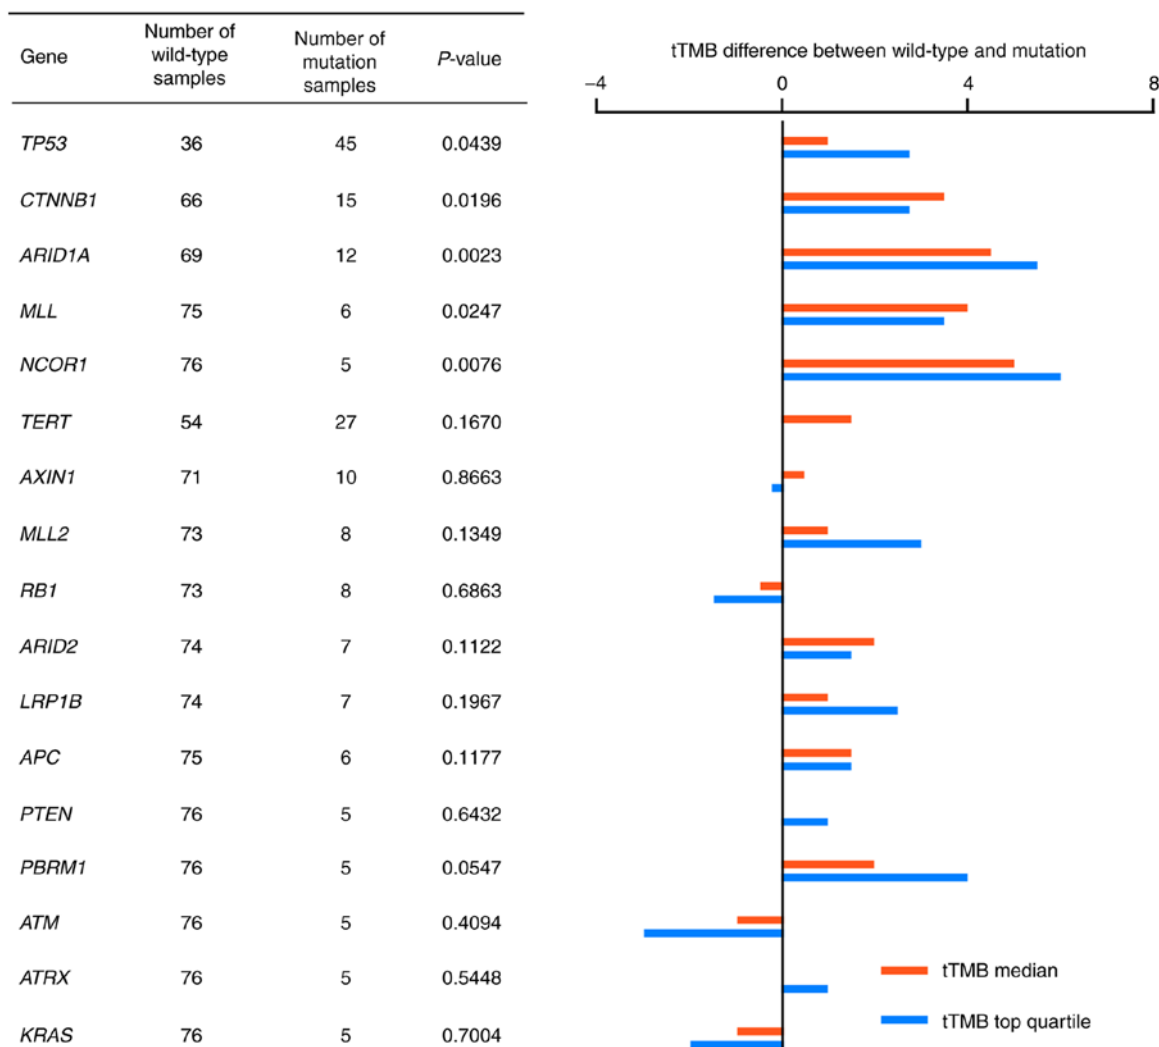 Gene Number of wild-type samples Number of mutation samples P-value
tTMB difference between wild-type and mutation
−4 0 4 8
TP53 36 45 0.0439
CTNNB1 66 15 0.0196
ARID1A 69 12 0.0023
MLL 75 6 0.0247
NCOR1 76 5 0.0076
TERT 54 27 0.1670
AXIN1 71 10 0.8663
MLL2 73 8 0.1349
RB1 73 8 0.6863
ARID2 74 7 0.1122
LRP1B 74 7 0.1967
APC 75 6 0.1177
PTEN 76 5 0.6432
PBRM1 76 5 0.0547
ATM 76 5 0.4094
ATRX 76 5 0.5448
KRAS 76 5 0.7004
tTMB median
tTMB top quartile